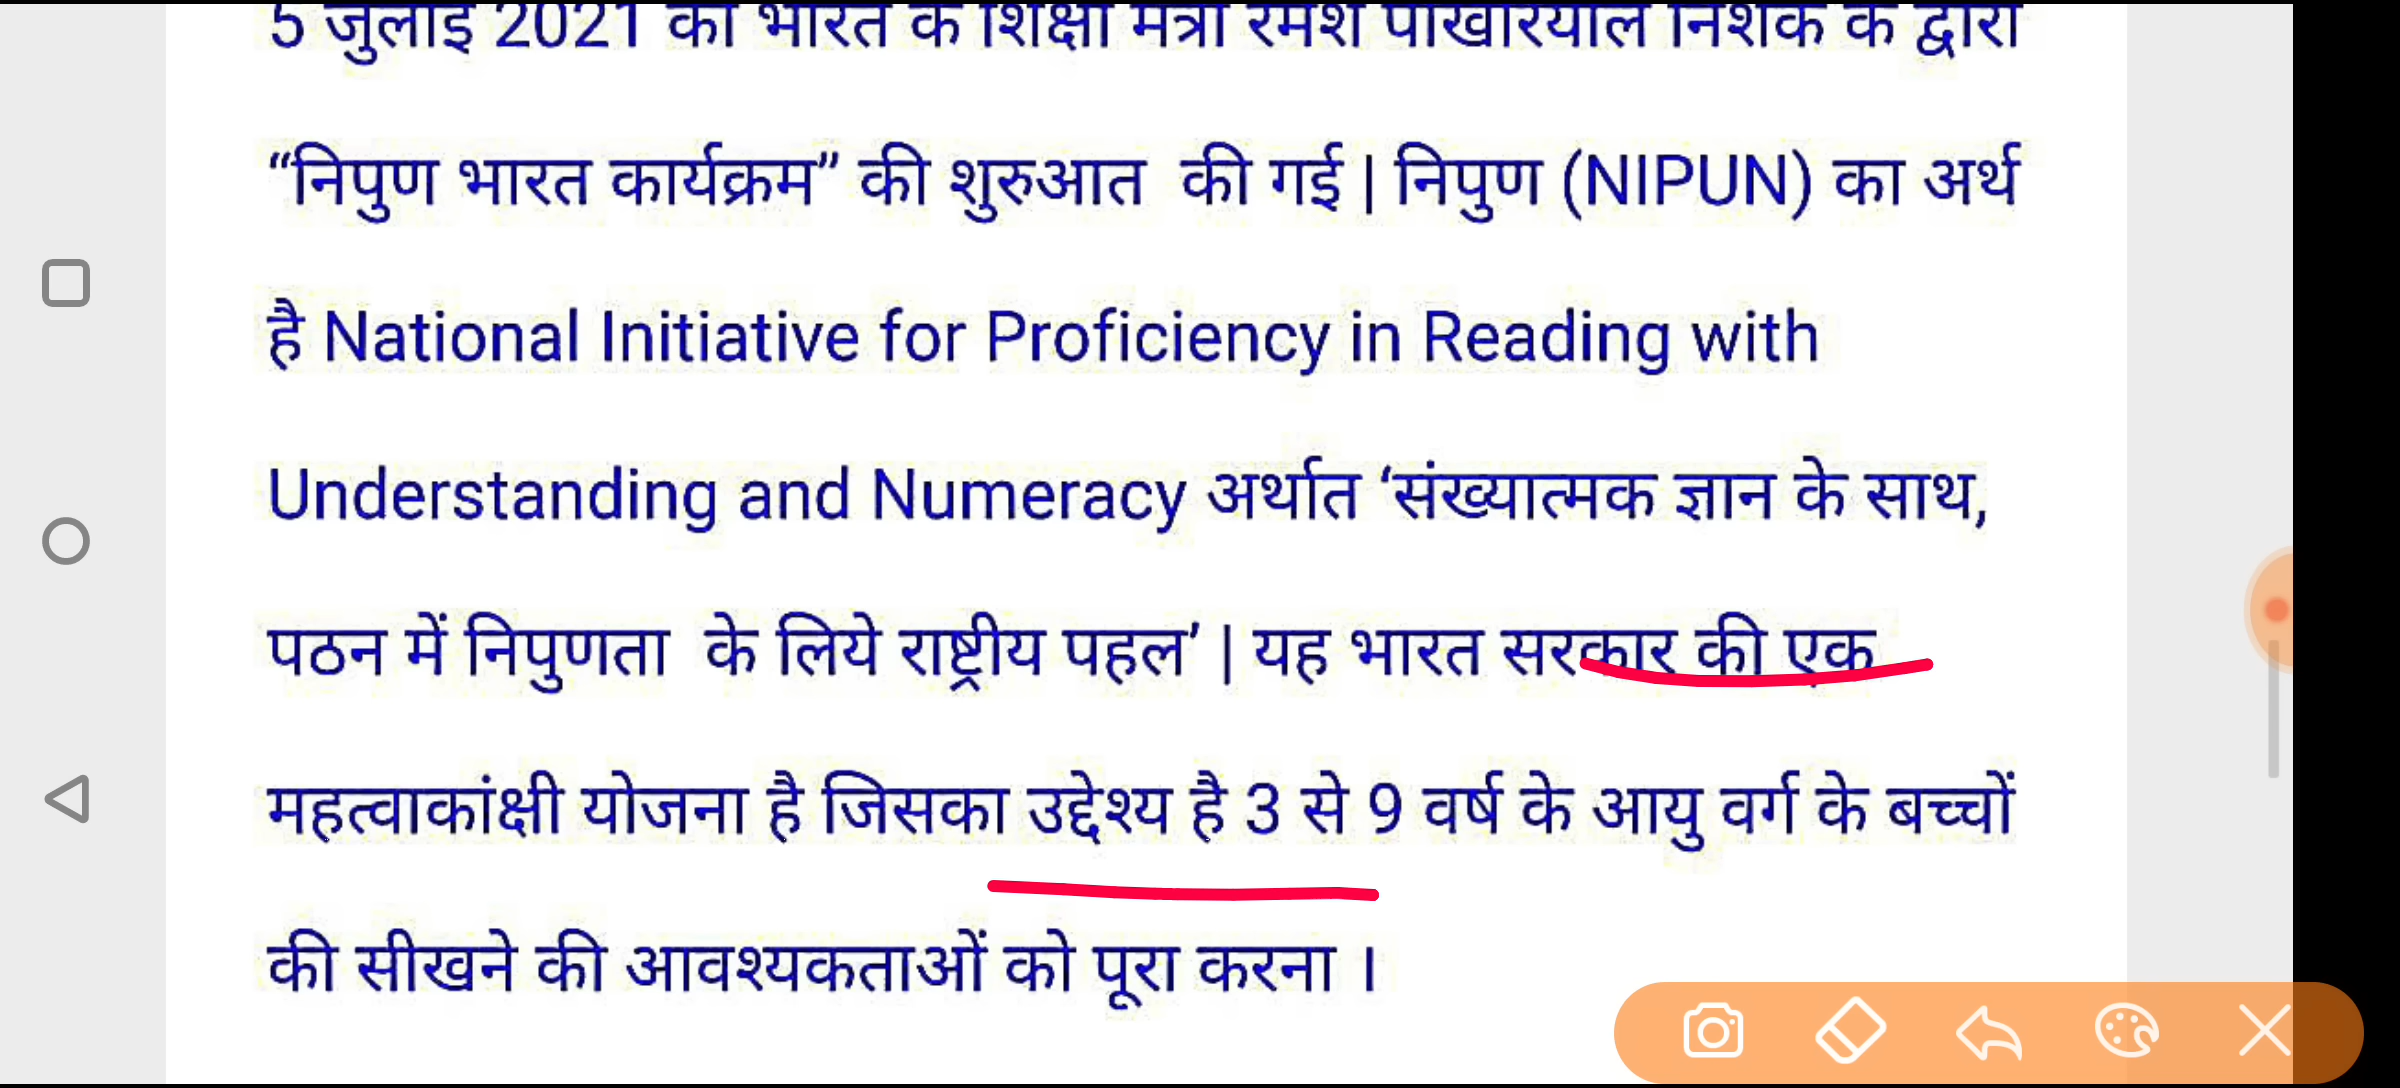 5 जुलाई 2021 को भारत के शिक्षा मंत्री रमेश पोखरियाल निशंक के द्वारा
“निपुण भारत कार्यक्रम” की शुरुआत की गई | निपुण (NIPUN) का अर्थ
है National Initiative for Proficiency in Reading with
Understanding and Numeracy अर्थात ‘संख्यात्मक ज्ञान के साथ,
पठन में निपुणता के लिये राष्ट्रीय पहल’ | यह भारत सरकार की एक
महत्वाकांक्षी योजना है जिसका उद्देश्य है 3 से 9 वर्ष के आयु वर्ग के बच्चों
की सीखने की आवश्यकताओं को पूरा करना ।